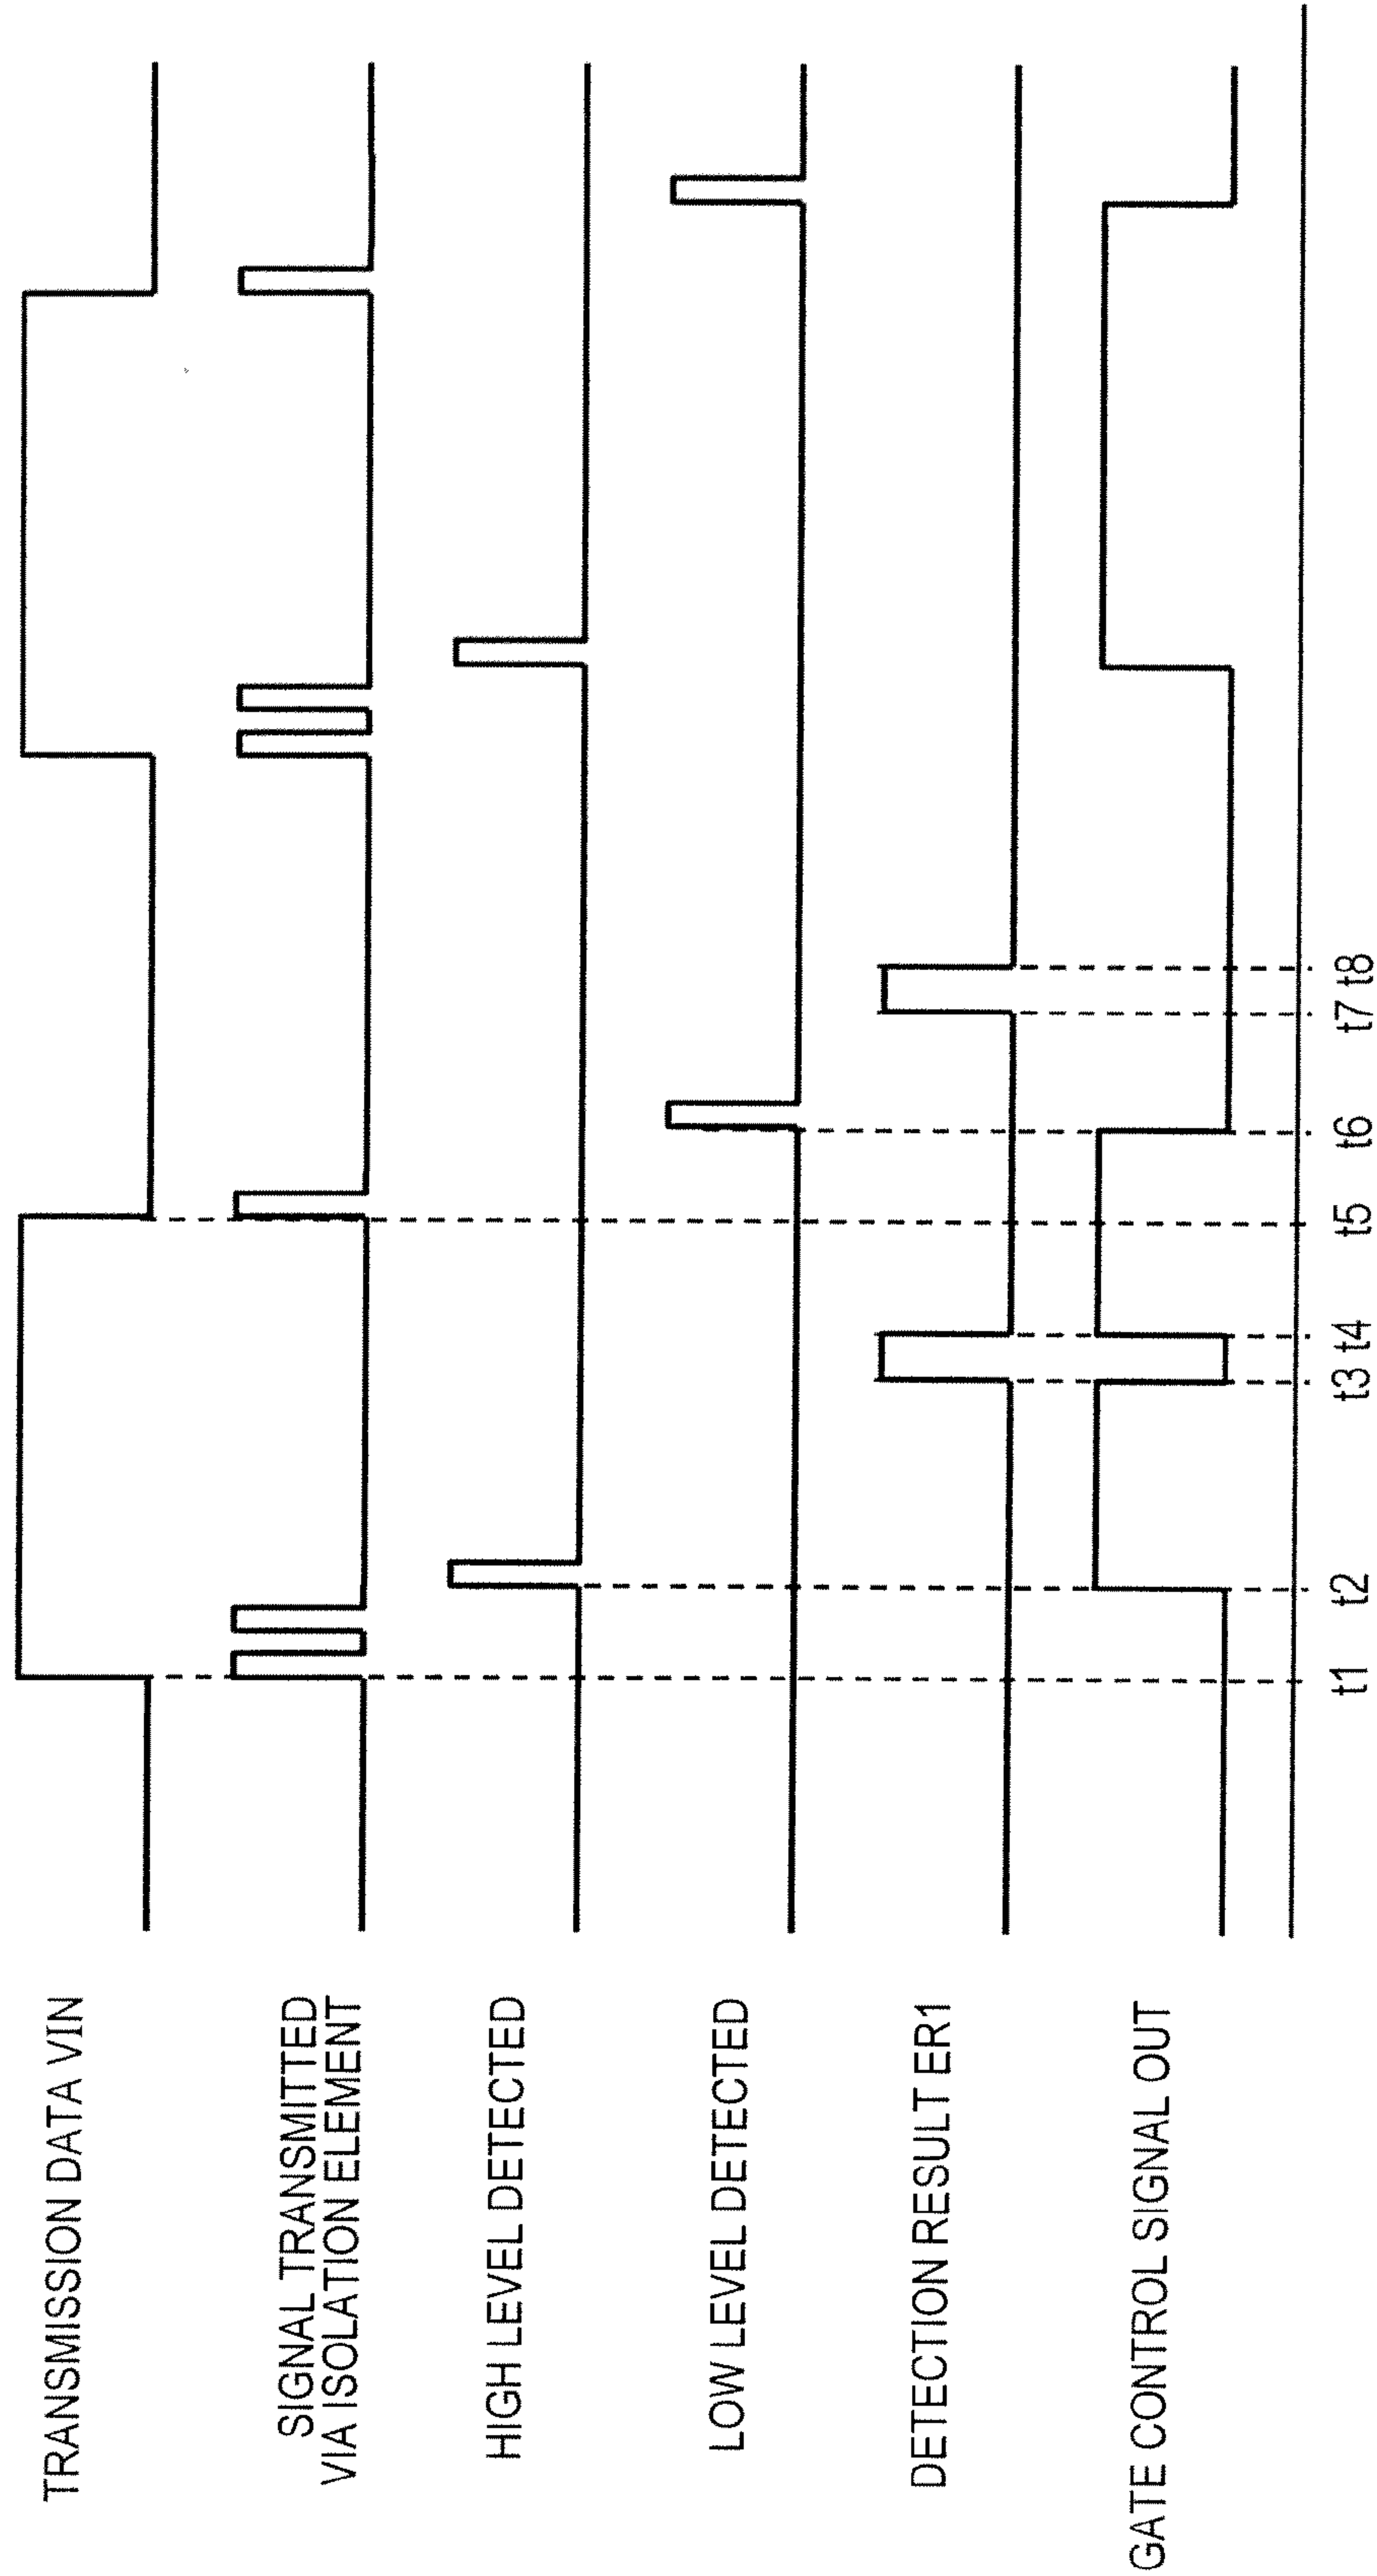 TRANSMISSION DATA VIN
SIGNAL TRANSMITTED
VIA ISOLATION ELEMENT
HIGH LEVEL DETECTED
LOW LEVEL DETECTED
DETECTION RESULT ER1
GATE CONTROL SIGNAL OUT
t1 t2 t3 t4 t5 t6 t7 t8